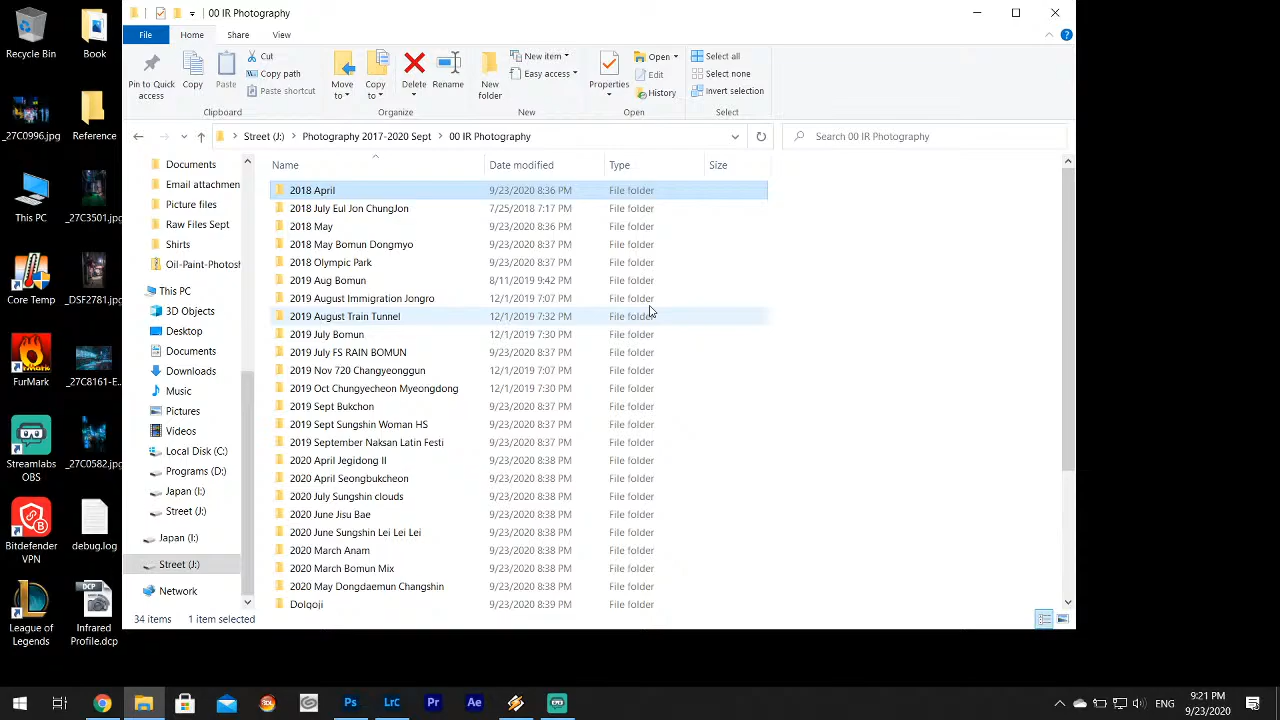 00 IR Photography
File
Home
Share
View
Pin to Quick access
Copy
Paste
Cut
Copy path
Paste shortcut
Clipboard
Move to
Copy to
Delete
Rename
Organize
New folder
New item
Easy access
New
Properties
Open
Edit
History
Open
Select all
Select none
Invert selection
Select
Street (J:) > Photography 2017-2020 Sept > 00 IR Photography
Search 00 IR Photography
Name Date modified Type Size
2018 April 9/23/2020 8:36 PM File folder
2018 July Eul Jon ChungJon 7/25/2018 7:17 PM File folder
2018 May 9/23/2020 8:36 PM File folder
2018 May Bomun Dongmyo 9/23/2020 8:37 PM File folder
2018 Olympic Park 9/23/2020 8:37 PM File folder
2019 Aug Bomun 8/11/2019 9:42 PM File folder
2019 August Immigration Jongro 12/1/2019 7:07 PM File folder
2019 August Train Tunnel 12/1/2019 7:32 PM File folder
2019 July Bomun 12/1/2019 7:30 PM File folder
2019 July FS RAIN BOMUN 9/23/2020 8:37 PM File folder
2019 Nov 720 Changyeonggun 12/1/2019 7:07 PM File folder
2019 Oct Chungyecheon Myeongdong 12/1/2019 7:30 PM File folder
2019 Sept Bukchon 9/23/2020 8:37 PM File folder
2019 Sept Sungshin Woman HS 9/23/2020 8:37 PM File folder
2019 September Naksan Latin Festi 9/23/2020 8:37 PM File folder
2020 April Jegidong II 9/23/2020 8:38 PM File folder
2020 April Seongbukcheon 9/23/2020 8:38 PM File folder
2020 July Sungshin clouds 9/23/2020 8:38 PM File folder
2020 June Jisu Bae 9/23/2020 8:38 PM File folder
2020 June Sungshin Lei Lei Lei 9/23/2020 8:38 PM File folder
2020 March Anam 9/23/2020 8:38 PM File folder
2020 March Bomun Mix 9/23/2020 8:38 PM File folder
2020 May Dongdaemun Changshin 9/23/2020 8:38 PM File folder
Dolgoji 9/23/2020 8:39 PM File folder
Documents
Email attachmen
Picture files
Raw Files Sept
Shirts
Oil-Paint-Photosh
This PC
3D Objects
Desktop
Documents
Downloads
Music
Pictures
Videos
Local Disk (C:)
Programs (D:)
Japan (I:)
Street (J:)
Japan (I:)
Street (J:)
Network
34 items 1 item selected
Recycle Bin
Book
_27C0996.jpg
Reference
This PC
_27C3501.jpg
Core Temp
_DSF2781.jpg
FurMark
_27C8161-E...
Streamlabs OBS
_27C0582.jpg
Bitdefender VPN
debug.log
League of Legends
DCP
Infrared Profile.dcp
Ps
Lrc
Pr
Ae
ENG
9:21 PM
9/23/2020